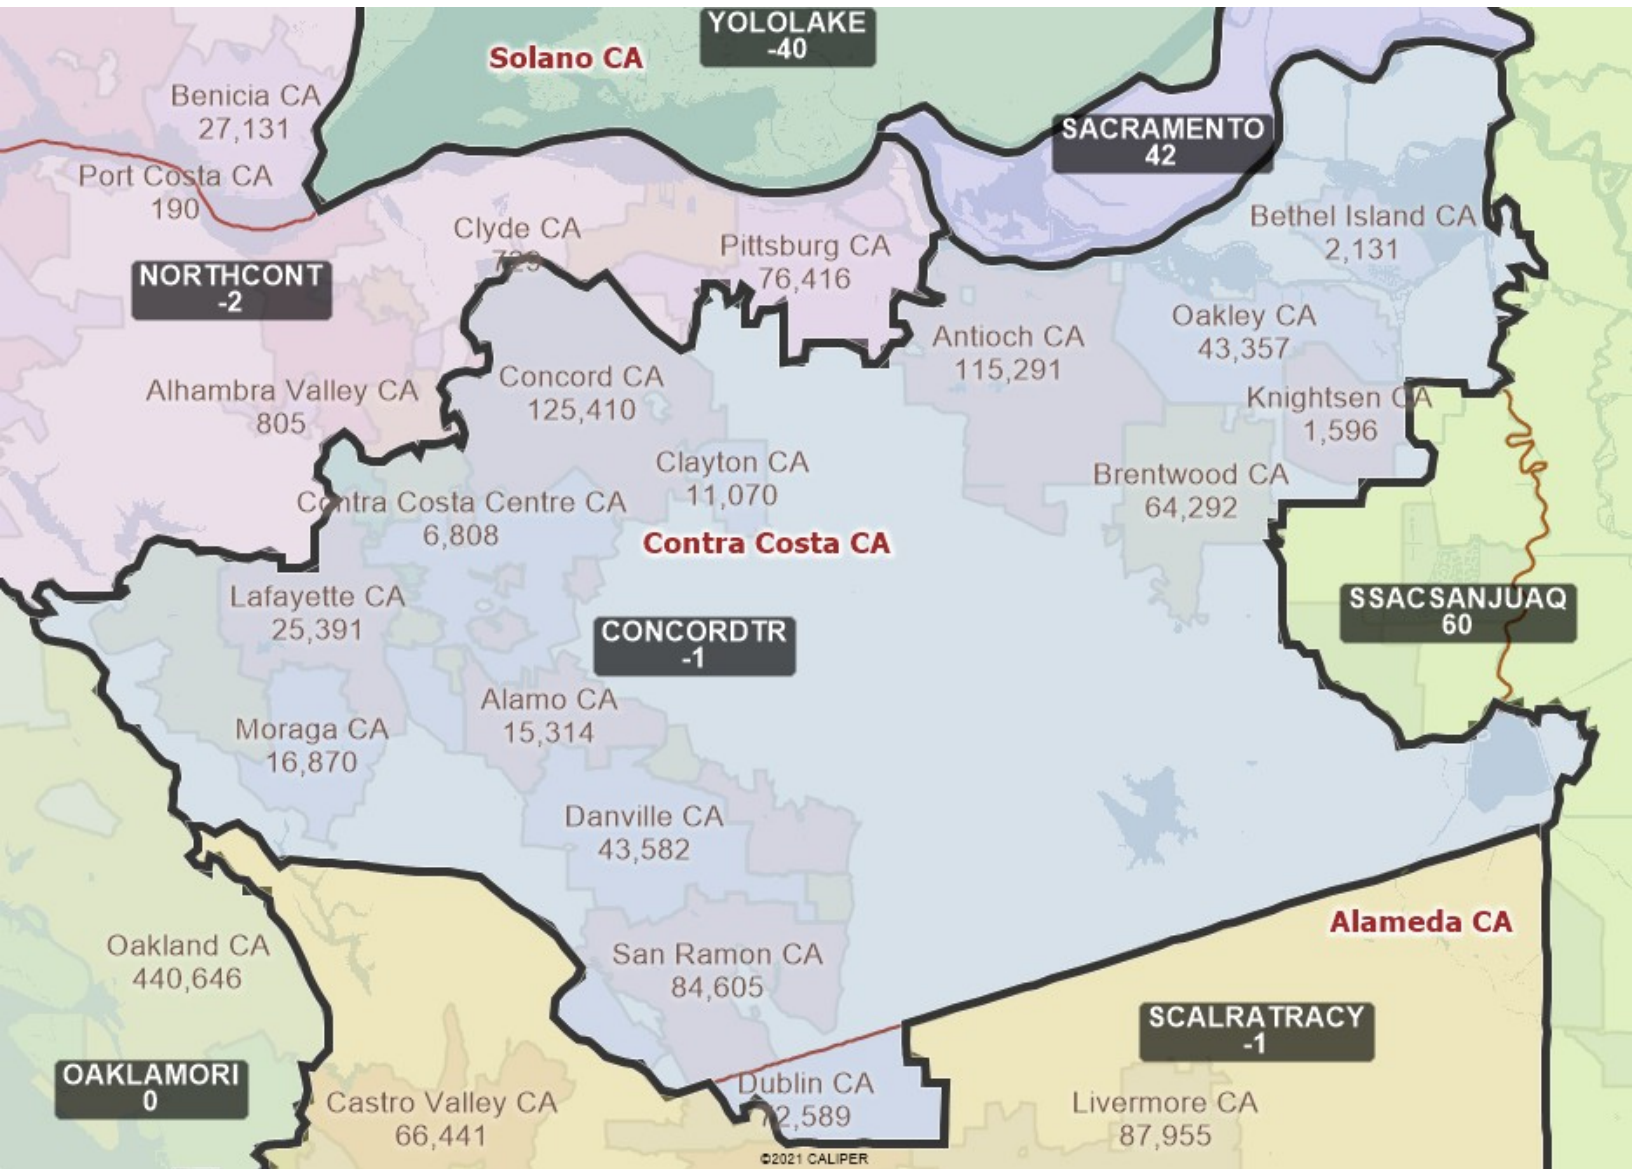 YOLOLAKE
-40
Solano CA
Benicia CA
27,131
SACRAMENTO
42
Port Costa CA
190
Clyde CA
729
Pittsburg CA
76,416
Bethel Island CA
2,131
NORTHCONT
-2
Antioch CA
115,291
Oakley CA
43,357
Alhambra Valley CA
805
Concord CA
125,410
Knightsen CA
1,596
Clayton CA
11,070
Brentwood CA
64,292
Contra Costa Centre CA
6,808
Contra Costa CA
Lafayette CA
25,391
CONCORDTR
-1
SSACSANJUAQ
60
Alamo CA
15,314
Moraga CA
16,870
Danville CA
43,582
Alameda CA
Oakland CA
440,646
San Ramon CA
84,605
SCALRATRACY
-1
OAKLAMORI
0
Dublin CA
72,589
Castro Valley CA
66,441
Livermore CA
87,955
©2021 CALIPER